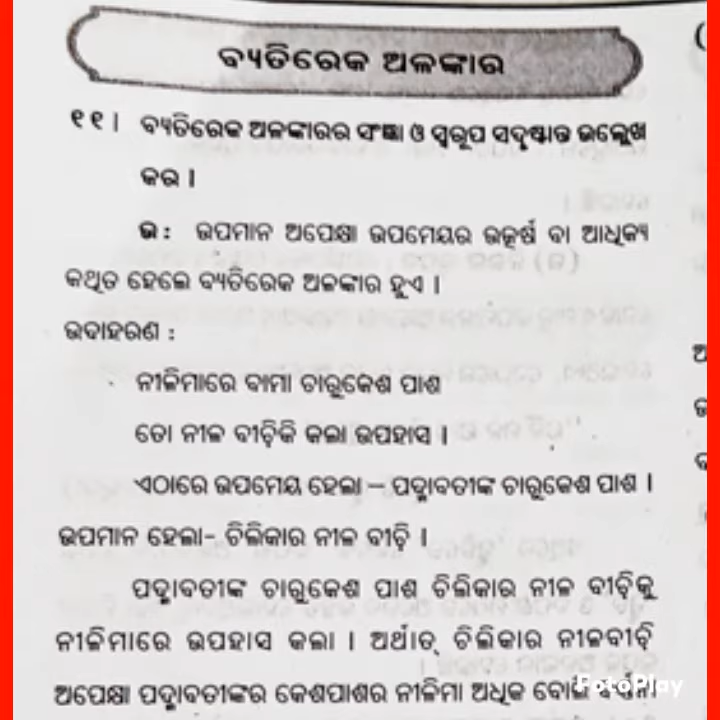 ବ୍ୟତିରେକ ଅଳଙ୍କାର
୧୧। ବ୍ୟତିରେକ ଅଳଙ୍କାରର ସଂଜ୍ଞା ଓ ସ୍ୱରୂପ ସଦୃଷ୍ଟାନ୍ତ ଉଲ୍ଲେଖ
କର ।
ଉ: ଉପମାନ ଅପେକ୍ଷା ଉପମେୟର ଉତ୍କର୍ଷ ବା ଆଧିକ୍ୟ
କଥିତ ହେଲେ ବ୍ୟତିରେକ ଅଳଙ୍କାର ହୁଏ ।
ଉଦାହରଣ :
ନୀଳିମାରେ ବାମା ଚାରୁକେଶ ପାଶ
ତୋ ନୀଳ ବୀଚ଼ିକି କଲା ଉପହାସ ।
ଏଠାରେ ଉପମେୟ ହେଲା – ପଦ୍ମାବତୀଙ୍କ ଚାରୁକେଶ ପାଶ ।
ଉପମାନ ହେଲା- ଚିଲିକାର ନୀଳ ବୀଚ଼ି ।
ପଦ୍ମାବତୀଙ୍କ ଚାରୁକେଶ ପାଶ ଚିଲିକାର ନୀଳ ବୀଚ଼ିକୁ
ନୀଳିମାରେ ଉପହାସ କଲା । ଅର୍ଥାତ୍ ଚିଲିକାର ନୀଳବୀଚ଼ି
ଅପେକ୍ଷା ପଦ୍ମାବତୀଙ୍କର କେଶପାଶର ନୀଳିମା ଅଧିକ ବୋଲି
PotoPlay